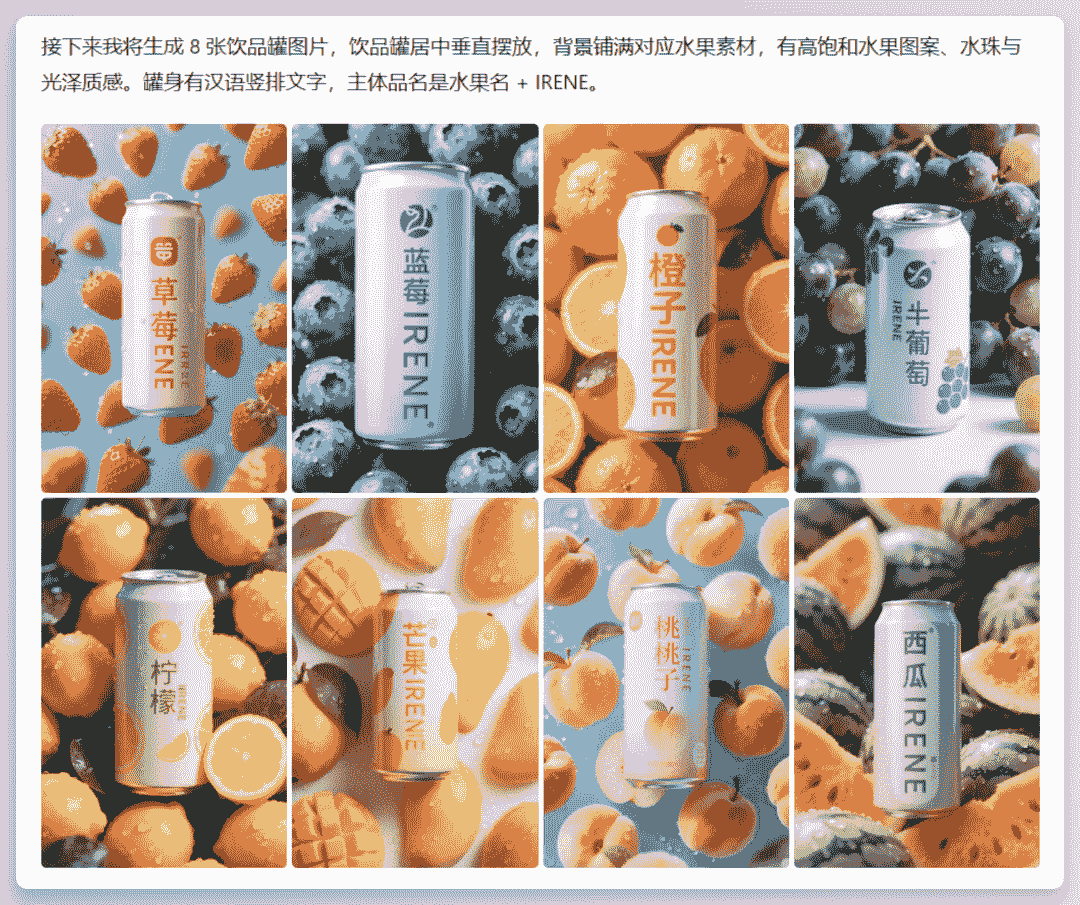 接下来我将生成 8 张饮品罐图片，饮品罐居中垂直摆放，背景铺满对应水果素材，有高饱和水果图案、水珠与
光泽质感。罐身有汉语竖排文字，主体品名是水果名 + IRENE。
草莓ENE
蓝莓IRENE
橙子IRENE
牛葡萄
IRENE
柠檬
芒果IRENE
桃桃子
IRENE
西瓜IRENE